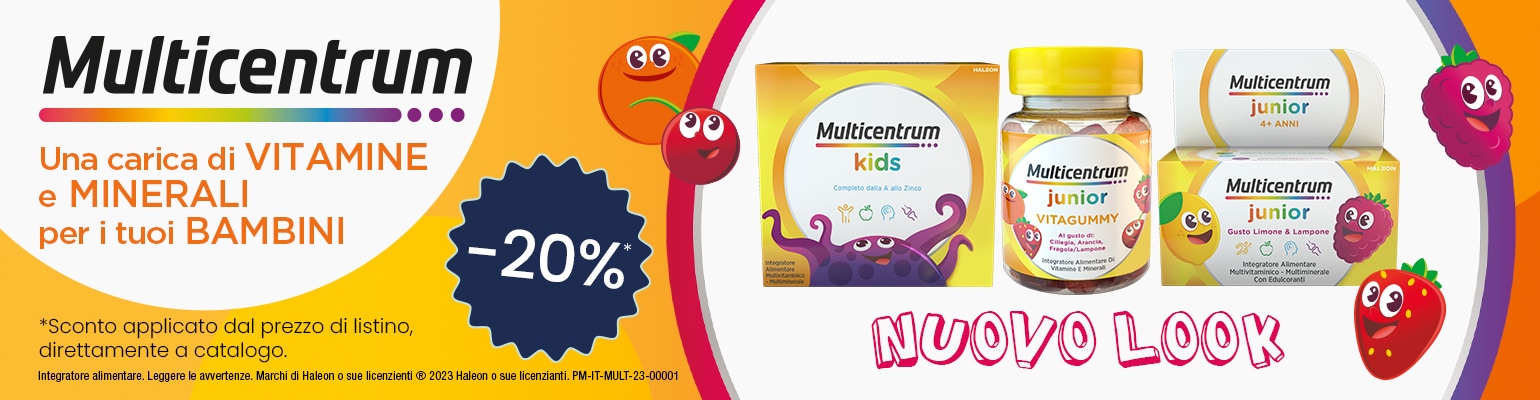 Multicentrum
Una carica di VITAMINE
e MINERALI
per i tuoi BAMBINI
-20%*
*Sconto applicato dal prezzo di listino,
direttamente a catalogo.
Integratore alimentare. Leggere le avvertenze. Marchi di Haleon o sue licenzienti ® 2023 Haleon o sue licenzianti. PM-IT-MULT-23-00001
HALEON
Multicentrum
kids
Completo dalla A allo Zinco
Integratore
Alimentare
Multivitaminico
- Multiminerale
Multicentrum
junior
VITAGUMMY
Al gusto di:
Ciliegia, Arancia,
Fragola/Lampone
Integratore Alimentare Di
Vitamine E Minerali
Multicentrum
junior
4+ ANNI
HALEON
Multicentrum
junior
Gusto Limone & Lampone
Integratore Alimentare
Multivitaminico - Multiminerale
Con Edulcoranti
NUOVO LOOK